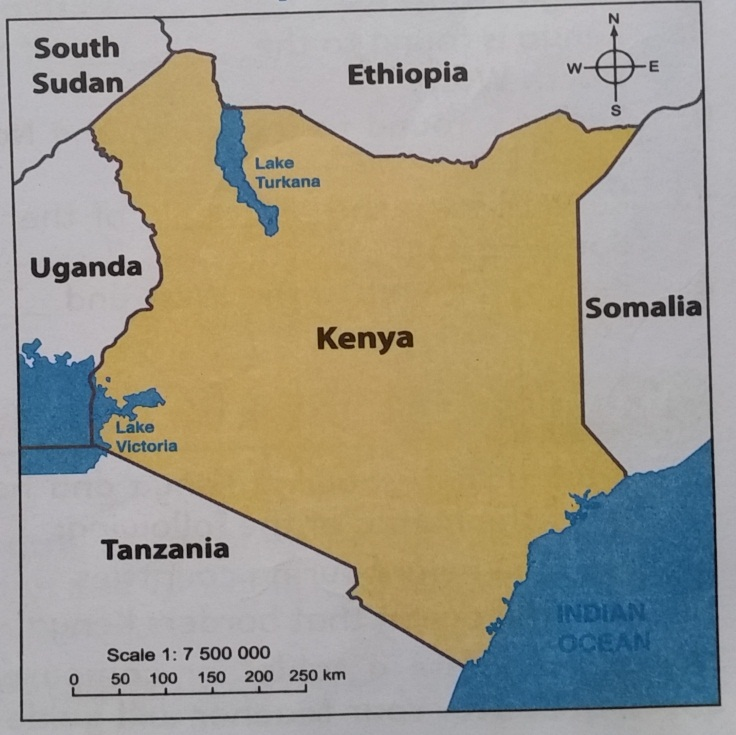 South
Sudan
Ethiopia
N
W
E
S
Lake
Turkana
Uganda
Somalia
Kenya
Lake
Victoria
Tanzania
INDIAN
OCEAN
Scale 1: 7 500 000
0 50 100 150 200 250 km